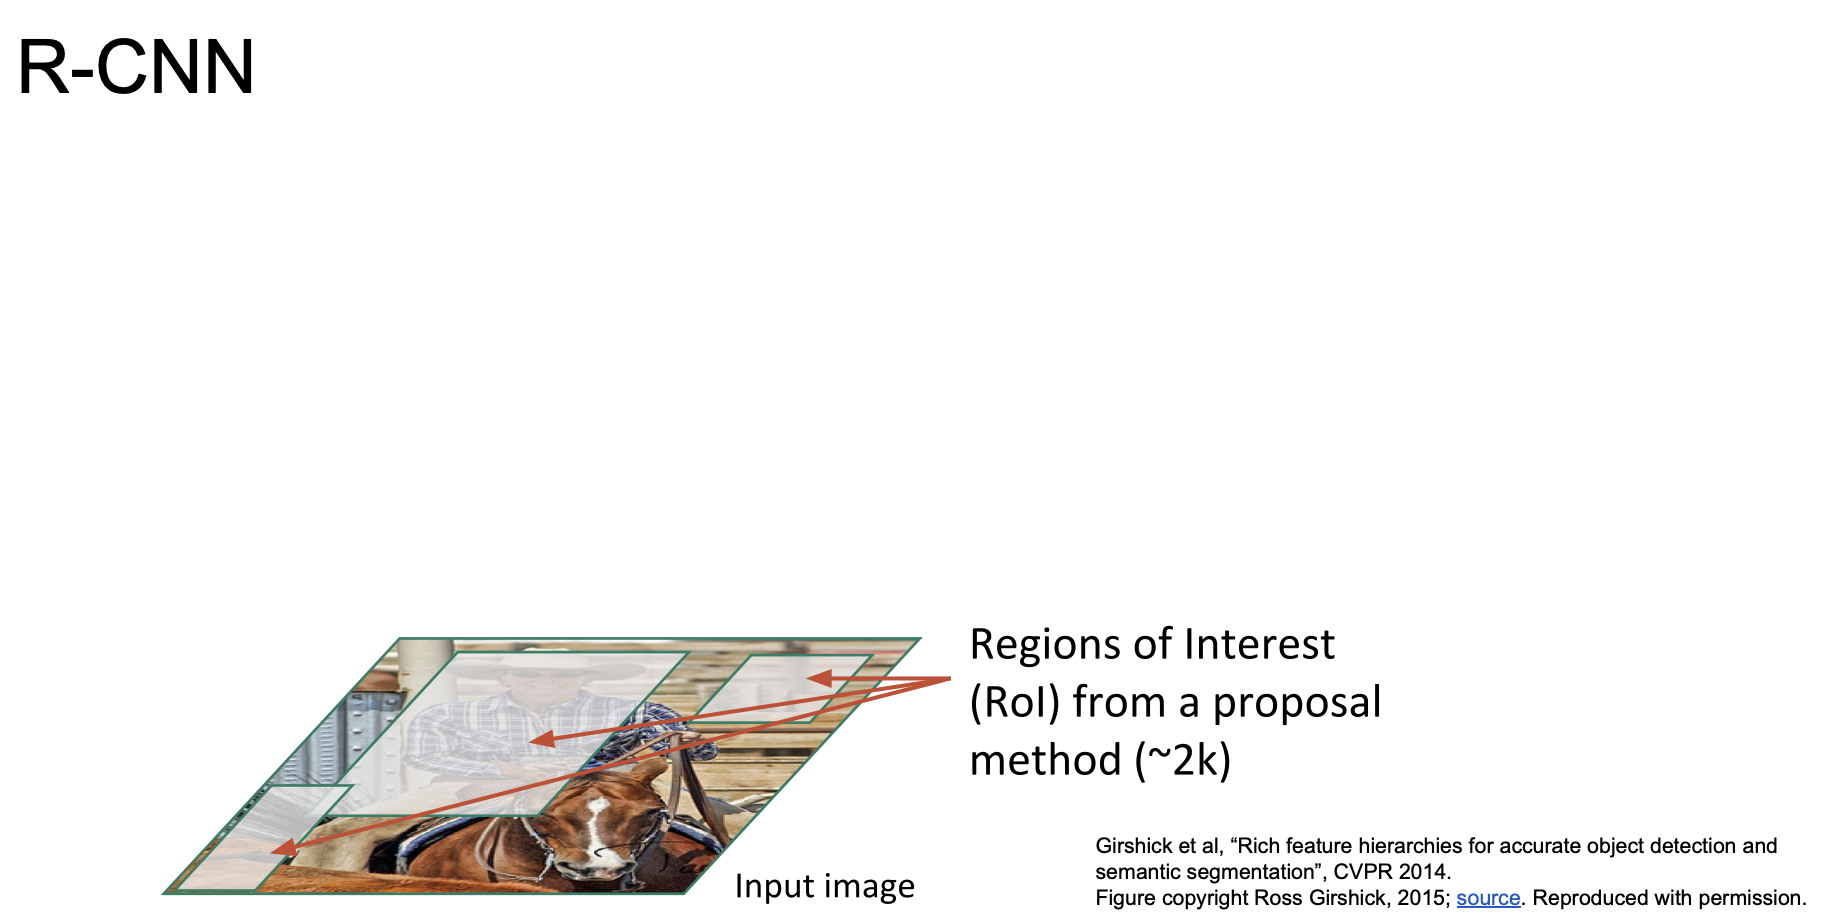 R-CNN
Regions of Interest
(RoI) from a proposal
method (~2k)
Input image
Girshick et al, “Rich feature hierarchies for accurate object detection and
semantic segmentation”, CVPR 2014.
Figure copyright Ross Girshick, 2015; source. Reproduced with permission.